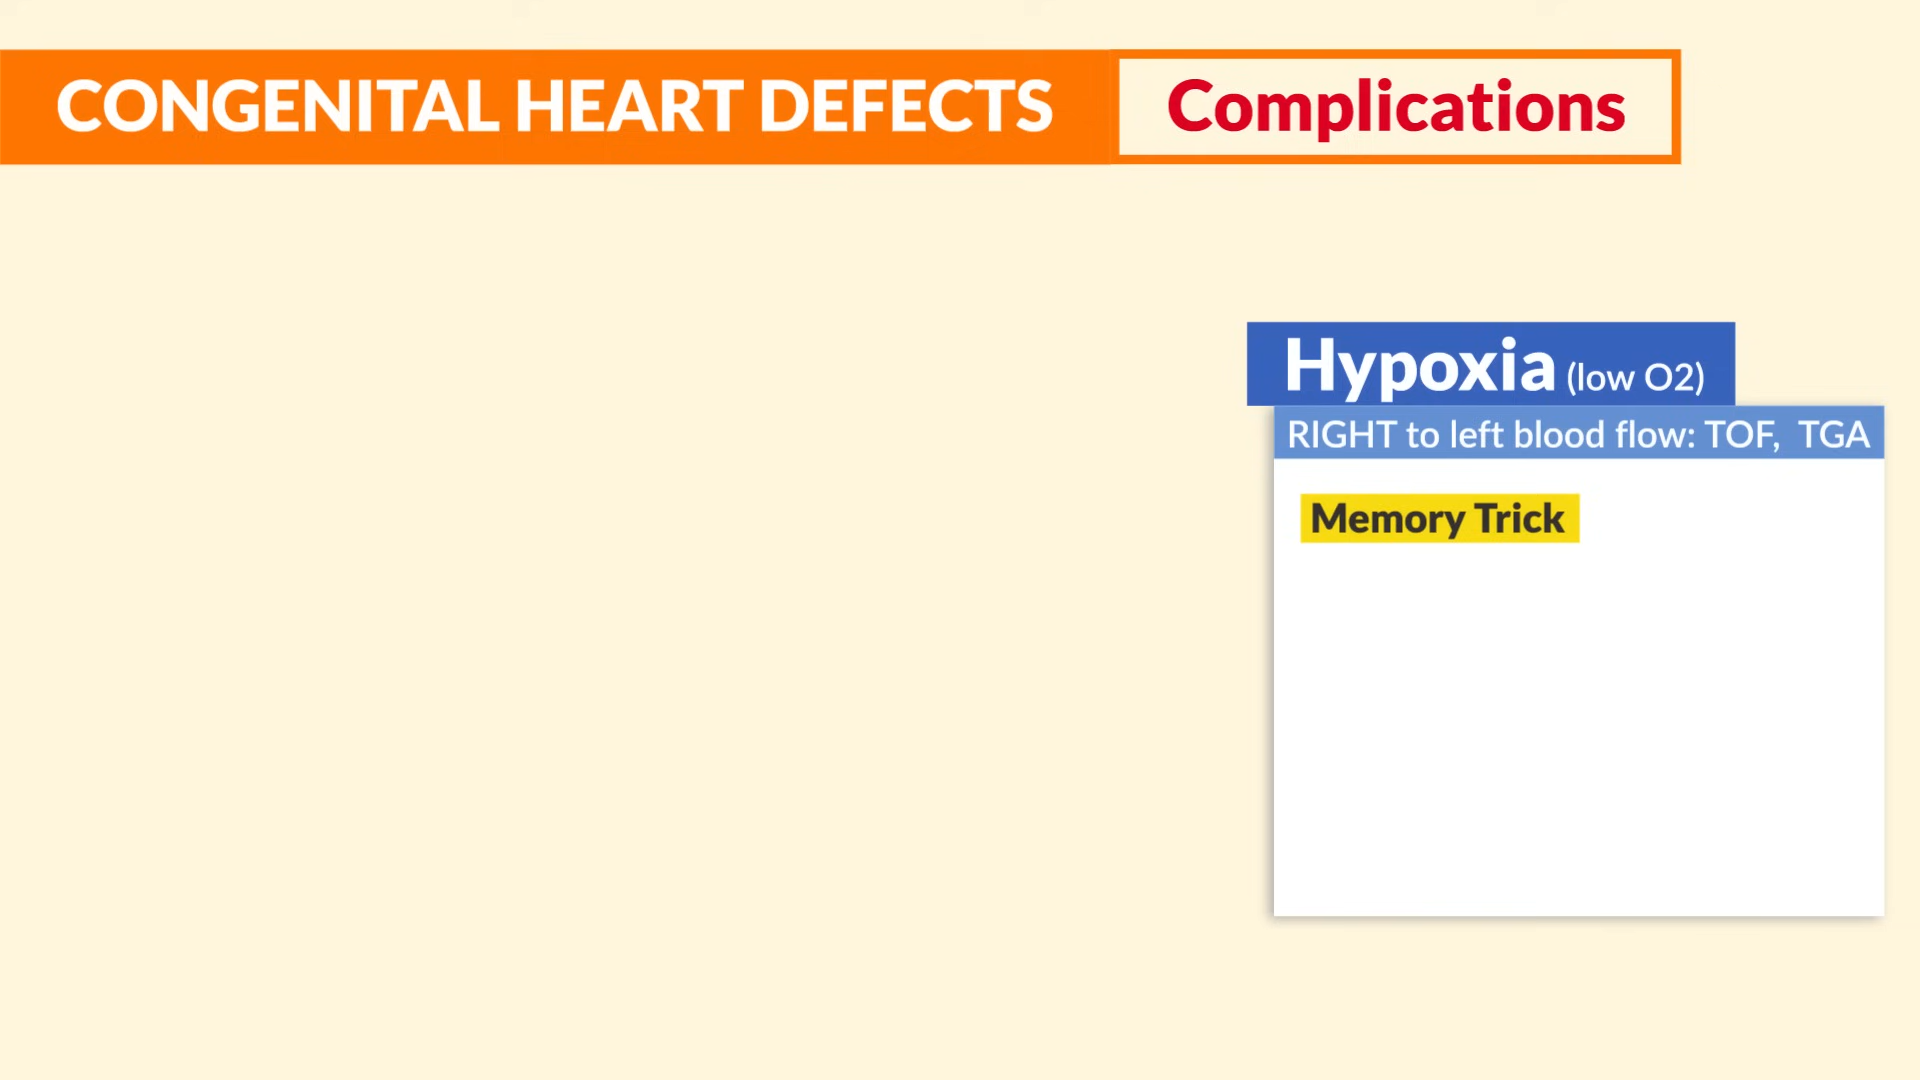 CONGENITAL HEART DEFECTS Complications
Hypoxia (low O2)
RIGHT to left blood flow: TOF, TGA
Memory Trick